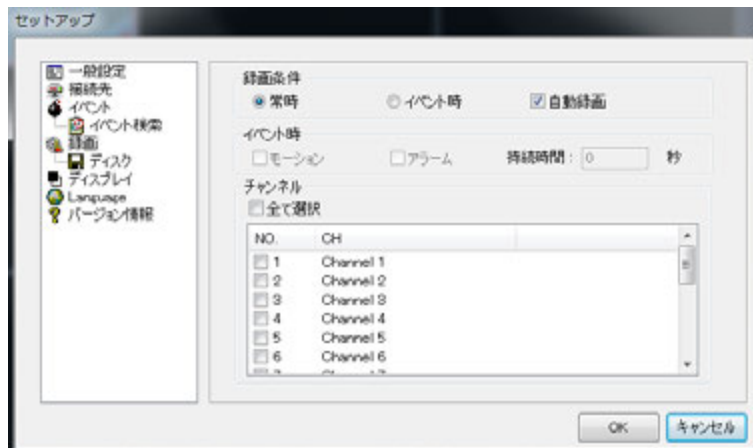 セットアップ
一般設定
接続先
イベント
イベント検索
録画
ディスク
ディスプレイ
Language
バージョン情報
録画条件
常時 イベント時 自動録画
イベント時
モーション アラーム 持続時間: 0 秒
チャンネル
全て選択
NO. CH
1 Channel 1
2 Channel 2
3 Channel 3
4 Channel 4
5 Channel 5
6 Channel 6
OK キャンセル